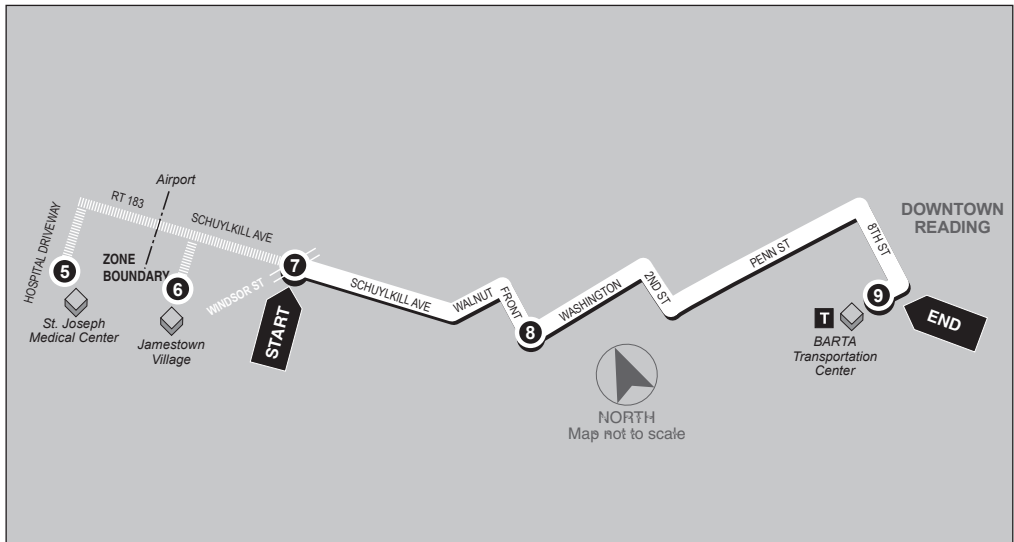 Airport
RT 183
SCHUYLKILL AVE
HOSPITAL DRIVEWAY
ZONE
BOUNDARY
5
6
WINDSOR ST
7
St. Joseph
Medical Center
Jamestown
Village
START
SCHUYLKILL AVE
WALNUT
FRONT
8
WASHINGTON
2ND ST
PENN ST
8TH ST
DOWNTOWN
READING
9
END
T
BARTA
Transportation
Center
NORTH
Map not to scale